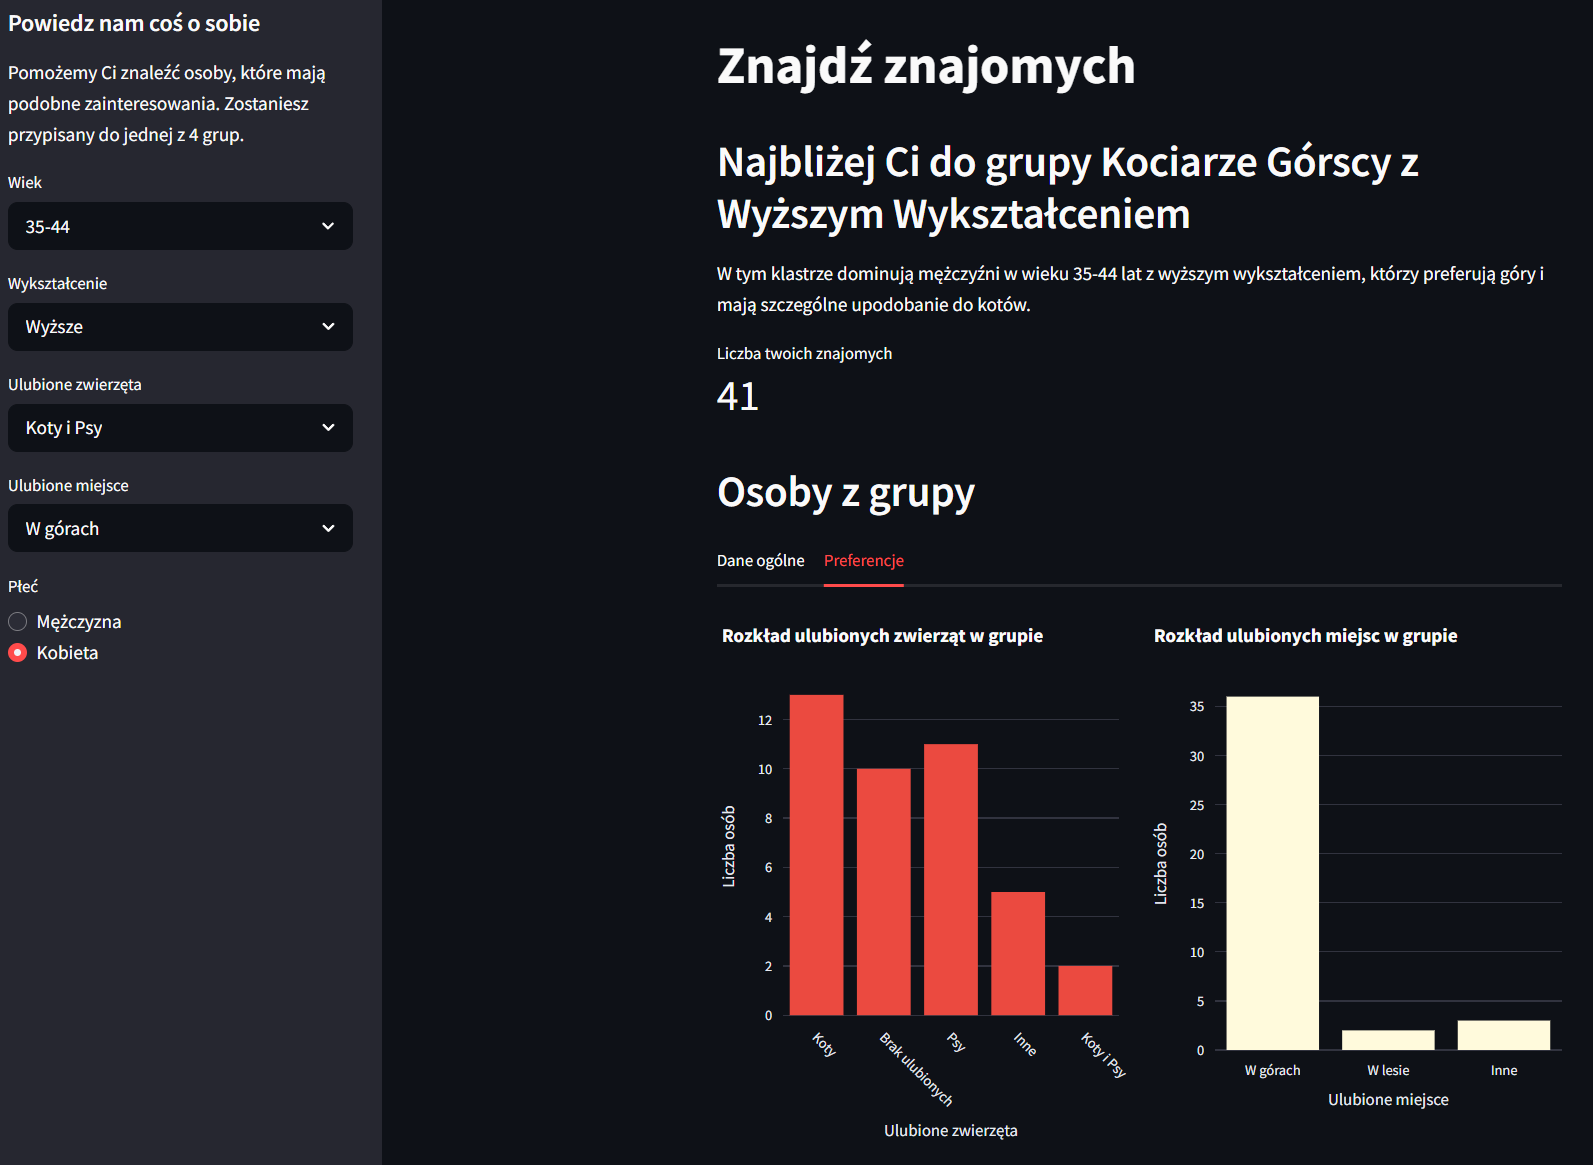 Powiedz nam coś o sobie
Pomożemy Ci znaleźć osoby, które mają
podobne zainteresowania. Zostaniesz
przypisany do jednej z 4 grup.
Wiek
35-44
Wykształcenie
Wyższe
Ulubione zwierzęta
Koty i Psy
Ulubione miejsce
W górach
Płeć
Mężczyzna
Kobieta
Znajdź znajomych
Najbliżej Ci do grupy Kociarze Górscy z
Wyższym Wykształceniem
W tym klastrze dominują mężczyźni w wieku 35-44 lat z wyższym wykształceniem, którzy preferują góry i
mają szczególne upodobanie do kotów.
Liczba twoich znajomych
41
Osoby z grupy
Dane ogólne Preferencje
Rozkład ulubionych zwierząt w grupie
12
10
8
6
4
2
0
Liczba osób
Koty
Brak ulubionych
Psy
Inne
Koty i Psy
Ulubione zwierzęta
Rozkład ulubionych miejsc w grupie
35
30
25
20
15
10
5
0
Liczba osób
W górach
W lesie
Inne
Ulubione miejsce